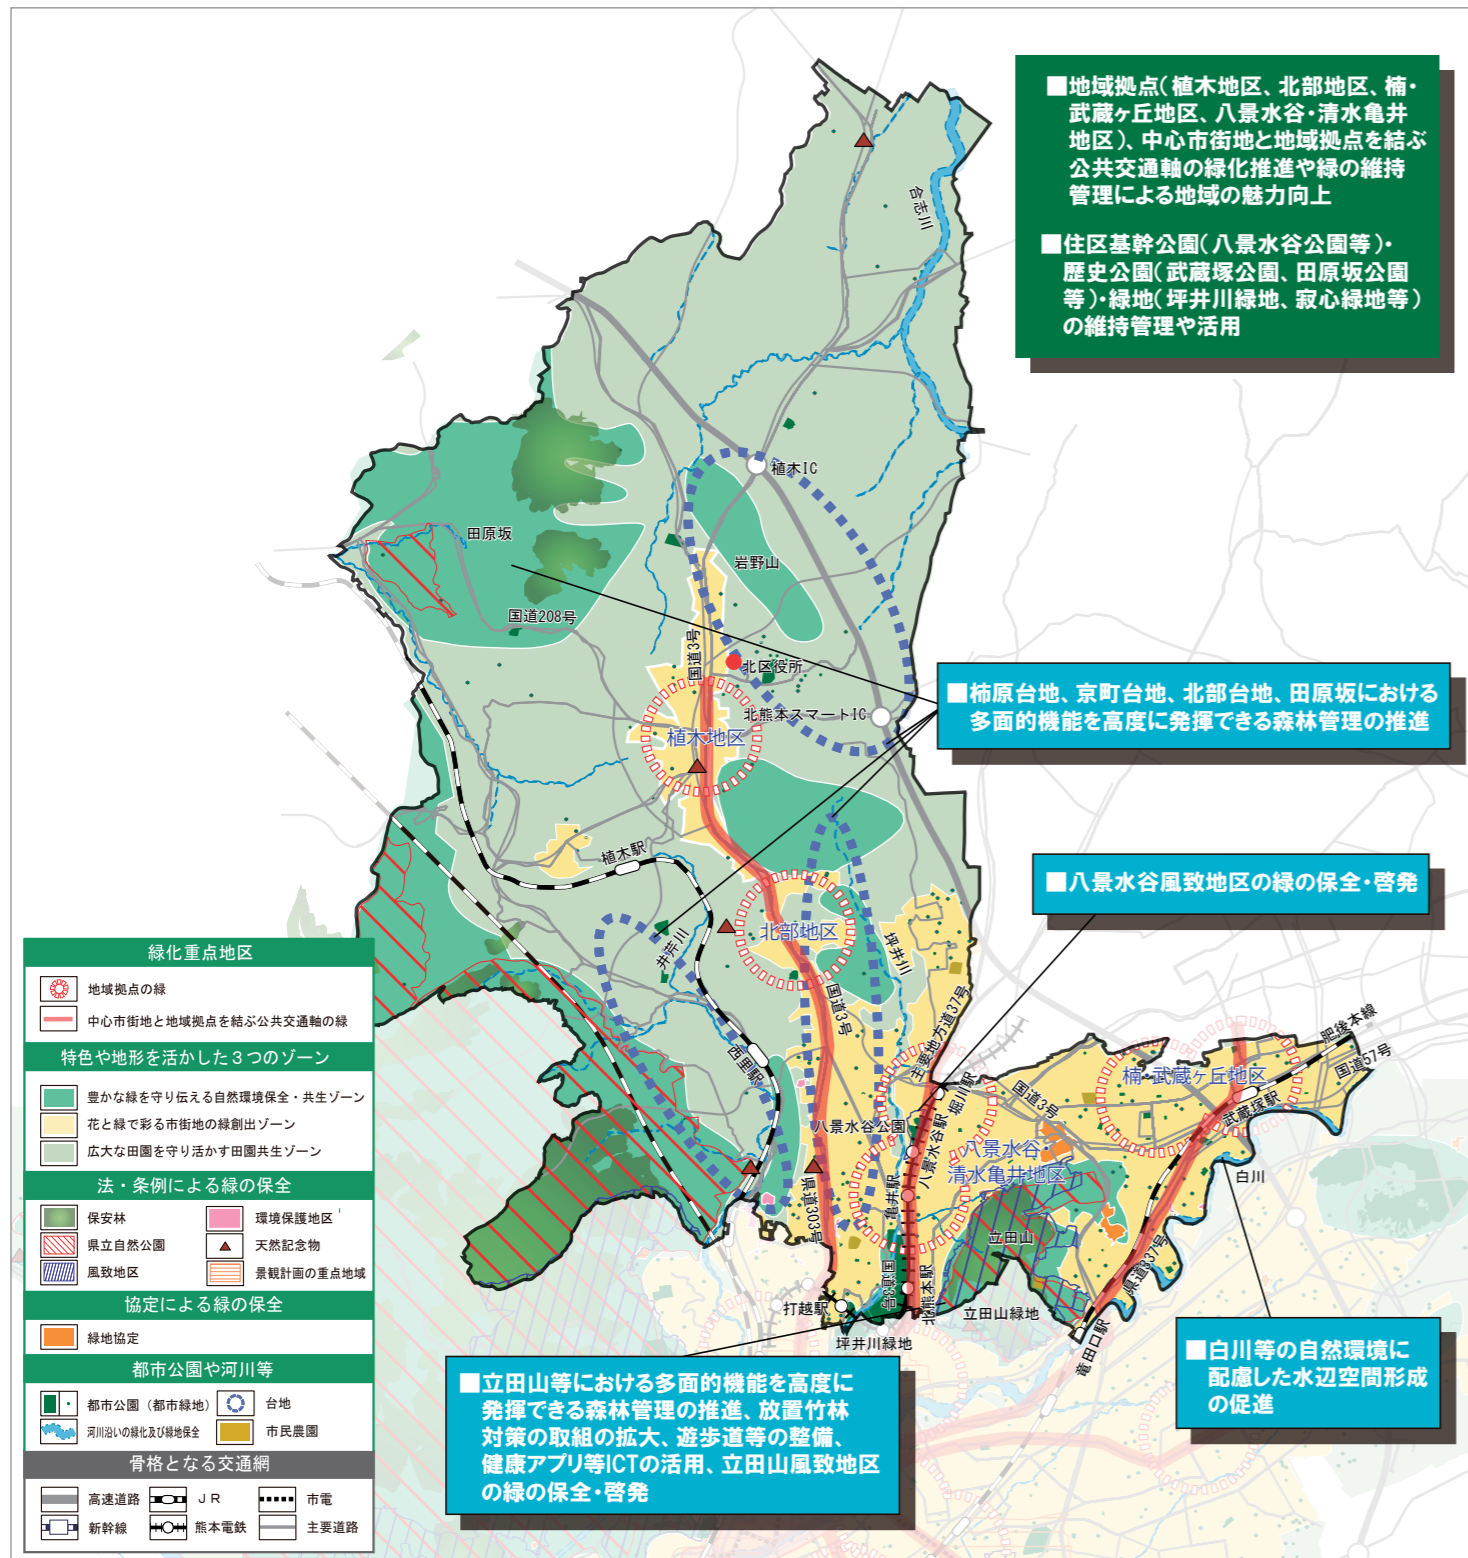 ■地域拠点(植木地区、北部地区、楠・
武蔵ヶ丘地区、八景水谷・清水亀井
地区)、中心市街地と地域拠点を結ぶ
公共交通軸の緑化推進や緑の維持
管理による地域の魅力向上
■住区基幹公園(八景水谷公園等)・
歴史公園(武蔵塚公園、田原坂公園
等)・緑地(坪井川緑地、寂心緑地等)
の維持管理や活用
合志川
植木IC
田原坂
岩野山
国道208号
国道3号
北区役所
北熊本スマートIC
植木地区
■柿原台地、京町台地、北部台地、田原坂における
多面的機能を高度に発揮できる森林管理の推進
植木駅
■八景水谷風致地区の緑の保全・啓発
北部地区
井芹川
坪井川
国道3号
主要地方道37号
西里駅
堀川駅
八景水谷公園
八景水谷駅
八景水谷・
清水亀井地区
亀井駅
国道3号
楠・武蔵ヶ丘地区
肥後本線
国道57号
武蔵塚駅
白川
県道303号
立田山
県道337号
国道3号
北熊本駅
打越駅
坪井川緑地
立田山緑地
竜田口駅
■白川等の自然環境に
配慮した水辺空間形成
の促進
■立田山等における多面的機能を高度に
発揮できる森林管理の推進、放置竹林
対策の取組の拡大、遊歩道等の整備、
健康アプリ等ICTの活用、立田山風致地区
の緑の保全・啓発
緑化重点地区
地域拠点の緑
中心市街地と地域拠点を結ぶ公共交通軸の緑
特色や地形を活かした３つのゾーン
豊かな緑を守り伝える自然環境保全・共生ゾーン
花と緑で彩る市街地の緑創出ゾーン
広大な田園を守り活かす田園共生ゾーン
法・条例による緑の保全
保安林 環境保護地区
県立自然公園 天然記念物
風致地区 景観計画の重点地域
協定による緑の保全
緑地協定
都市公園や河川等
都市公園（都市緑地） 台地
河川沿いの緑化及び緑地保全 市民農園
骨格となる交通網
高速道路 ＪＲ 市電
新幹線 熊本電鉄 主要道路